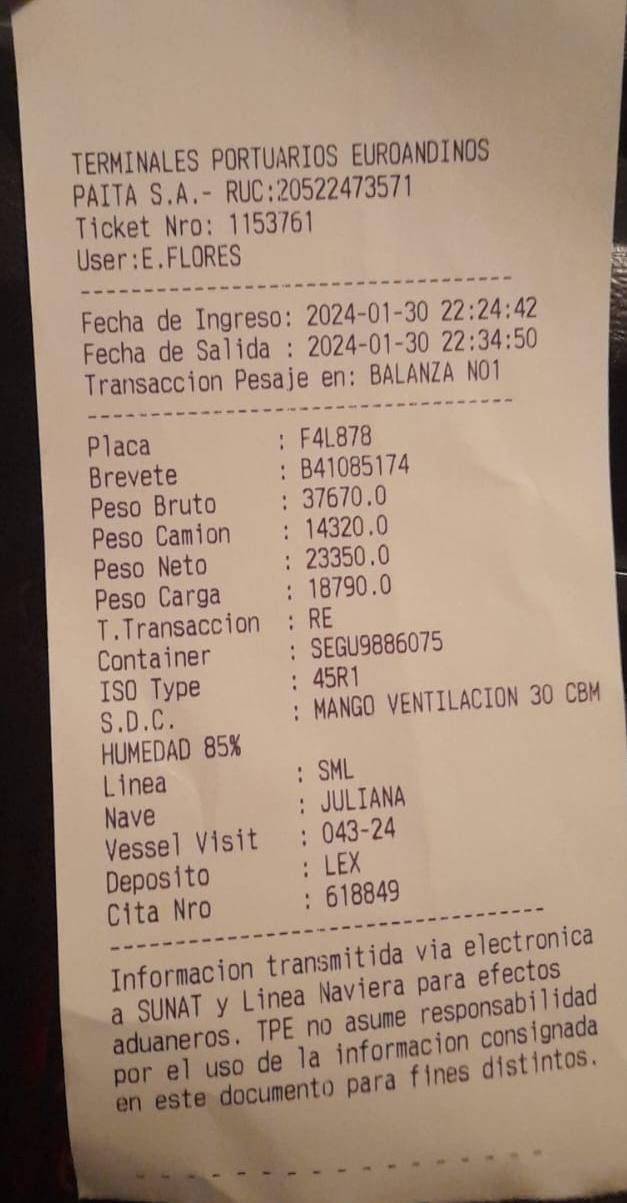 TERMINALES PORTUARIOS EUROANDINOS
PAITA S.A.- RUC:20522473571
Ticket Nro: 1153761
User:E.FLORES
Fecha de Ingreso: 2024-01-30 22:24:42
Fecha de Salida : 2024-01-30 22:34:50
Transaccion Pesaje en: BALANZA NO1
Placa : F4L878
Brevete : B41085174
Peso Bruto : 37670.0
Peso Camion : 14320.0
Peso Neto : 23350.0
Peso Carga : 18790.0
T.Transaccion : RE
Container : SEGU9886075
ISO Type : 45R1
S.D.C. : MANGO VENTILACION 30 CBM
HUMEDAD 85%
Linea : SML
Nave : JULIANA
Vessel Visit : 043-24
Deposito : LEX
Cita Nro : 618849
Informacion transmitida via electronica
a SUNAT y Linea Naviera para efectos
aduaneros. TPE no asume responsabilidad
por el uso de la informacion consignada
en este documento para fines distintos.